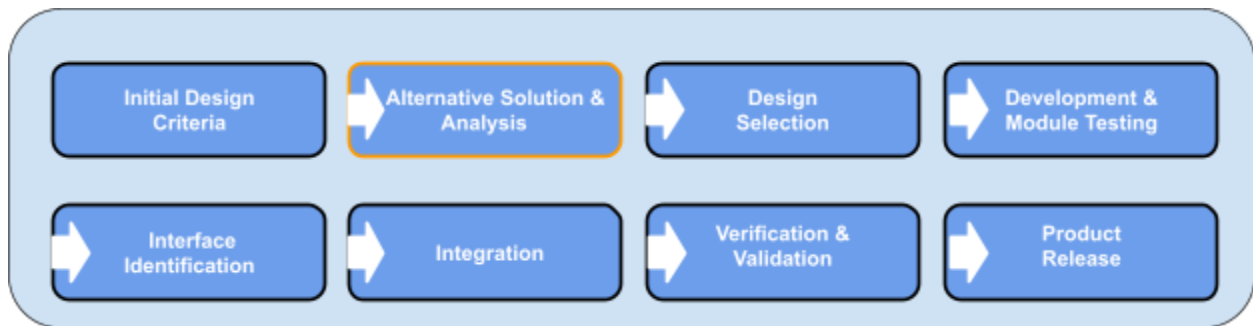 Initial Design
Criteria
Alternative Solution &
Analysis
Design
Selection
Development &
Module Testing
Interface
Identification
Integration
Verification &
Validation
Product
Release